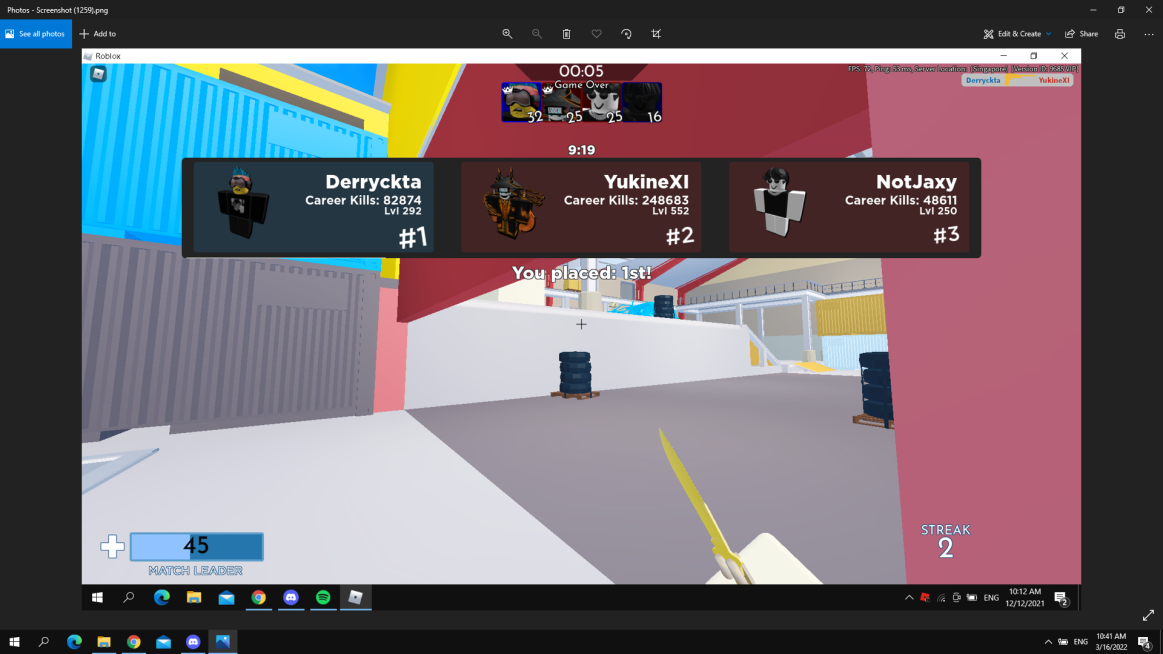 Photos - Screenshot (1259).png
See all photos
Add to
Edit & Create
Share
Roblox
00:05
Game Over
32
25
25
16
Derryckta
YukineXI
9:19
Derryckta
Career Kills: 82874
Lvl 292
#1
YukineXI
Career Kills: 248683
Lvl 552
#2
NotJaxy
Career Kills: 48611
Lvl 250
#3
You placed: 1st!
45
MATCH LEADER
STREAK
2
ENG
10:12 AM
12/12/2021
2
ENG
10:41 AM
3/16/2022
4